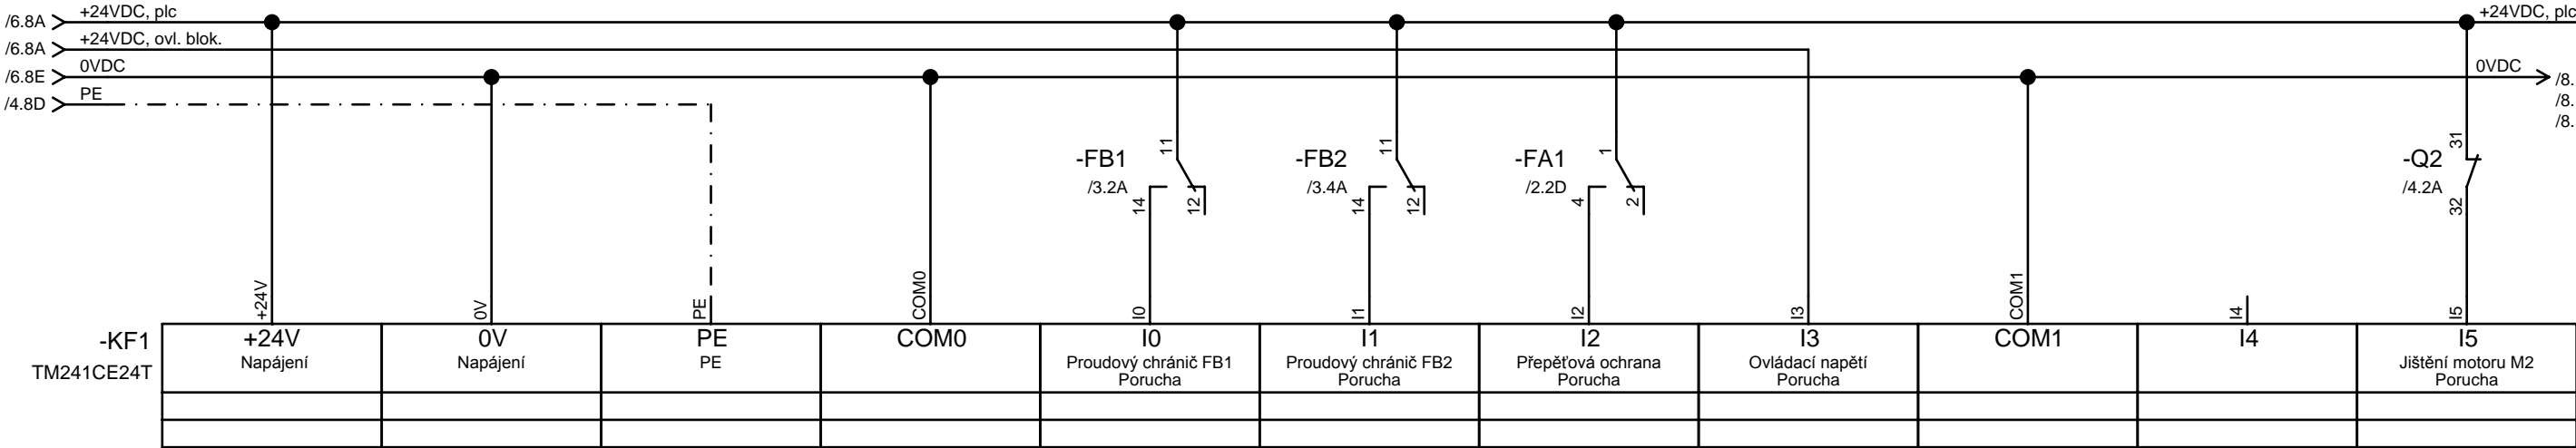 /6.8A +24VDC, plc +24VDC, plc
/6.8A +24VDC, ovl. blok.
/6.8E 0VDC 0VDC /8.
/4.8D PE /8.
/8.
-FB1 11 -FB2 11 -FA1 1 -Q2 31
/3.2A /3.4A /2.2D /4.2A
14 12 14 12 4 2 32
+24V 0V PE COM0 I0 I1 I2 I3 COM1 I4 I5
-KF1 +24V 0V PE COM0 I0 I1 I2 I3 COM1 I4 I5
TM241CE24T Napájení Napájení PE Proudový chránič FB1 Proudový chránič FB2 Přepěťová ochrana Ovládací napětí Jištění motoru M2
Porucha Porucha Porucha Porucha Porucha